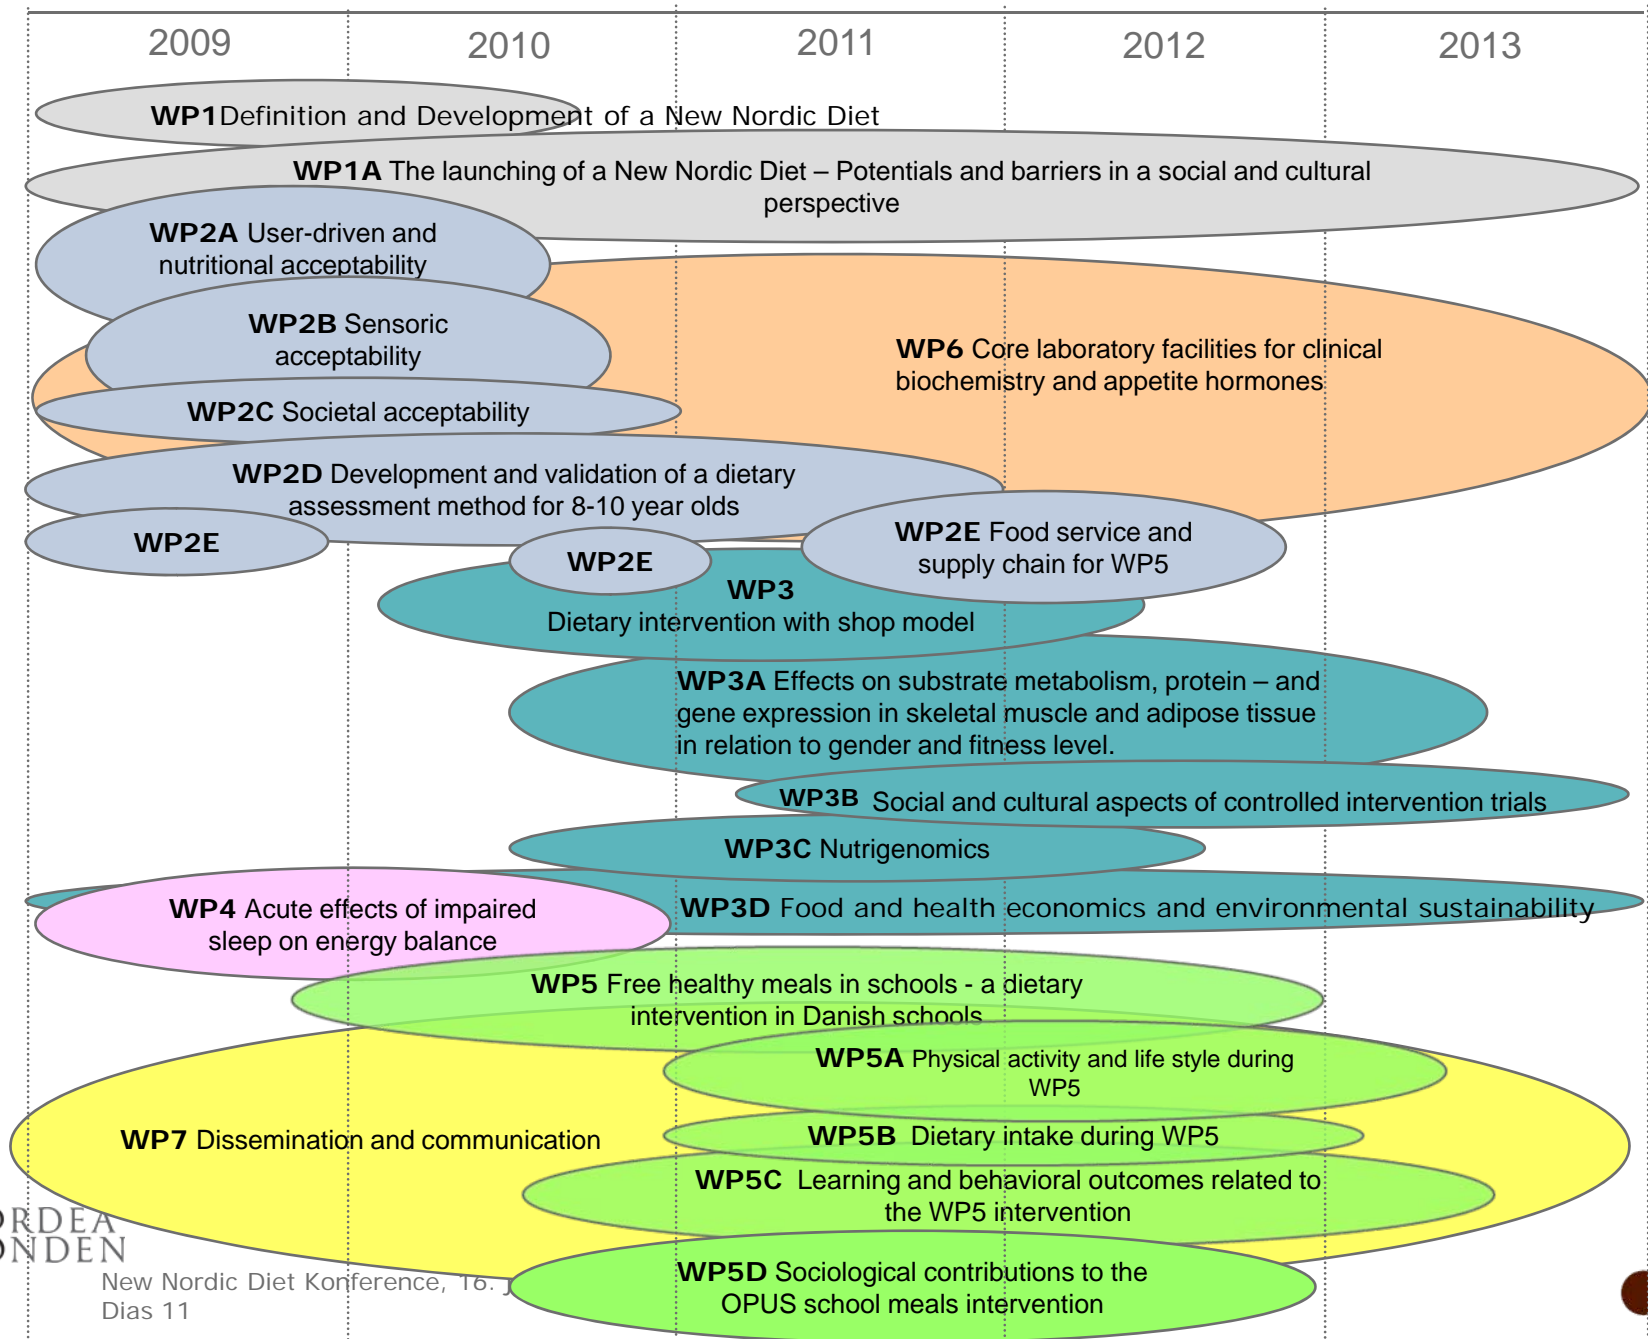 2009 2010 2011 2012 2013
WP1Definition and Development of a New Nordic Diet
WP1A The launching of a New Nordic Diet – Potentials and barriers in a social and cultural
perspective
WP2A User-driven and
nutritional acceptability
WP2B Sensoric
acceptability
WP6 Core laboratory facilities for clinical
biochemistry and appetite hormones
WP2C Societal acceptability
WP2D Development and validation of a dietary
assessment method for 8-10 year olds
WP2E
WP2E
WP2E Food service and
supply chain for WP5
WP3
Dietary intervention with shop model
WP3A Effects on substrate metabolism, protein – and
gene expression in skeletal muscle and adipose tissue
in relation to gender and fitness level.
WP3B Social and cultural aspects of controlled intervention trials
WP3C Nutrigenomics
WP4 Acute effects of impaired
sleep on energy balance
WP3D Food and health economics and environmental sustainability
WP5 Free healthy meals in schools - a dietary
intervention in Danish schools
WP5A Physical activity and life style during
WP5
WP7 Dissemination and communication
WP5B Dietary intake during WP5
WP5C Learning and behavioral outcomes related to
the WP5 intervention
WP5D Sociological contributions to the
OPUS school meals intervention
ORDEA
ONDEN
New Nordic Diet Konference, 16. j
Dias 11